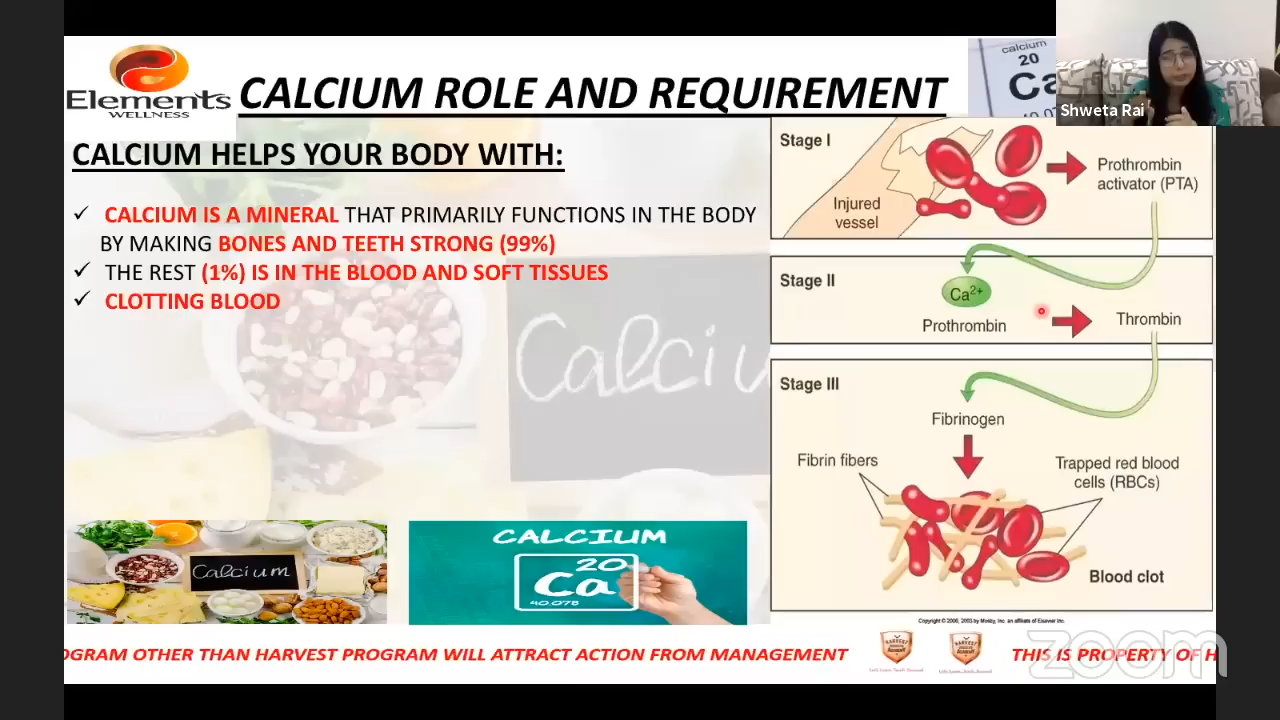 Elements
WELLNESS
CALCIUM ROLE AND REQUIREMENT
calcium
20
Ca
Shweta Rai
CALCIUM HELPS YOUR BODY WITH:
✓ CALCIUM IS A MINERAL THAT PRIMARILY FUNCTIONS IN THE BODY
BY MAKING BONES AND TEETH STRONG (99%)
✓ THE REST (1%) IS IN THE BLOOD AND SOFT TISSUES
✓ CLOTTING BLOOD
Stage I
Injured
vessel
Prothrombin
activator (PTA)
Stage II
Ca2+
Prothrombin
Thrombin
Stage III
Fibrinogen
Fibrin fibers
Trapped red blood
cells (RBCs)
Blood clot
Copyright © 2006, 2003 by Mosby, Inc. an affiliate of Elsevier Inc.
Calciu
Calcium
CALCIUM
20
Ca
40.078
OGRAM OTHER THAN HARVEST PROGRAM WILL ATTRACT ACTION FROM MANAGEMENT
THIS IS PROPERTY OF H
zoom